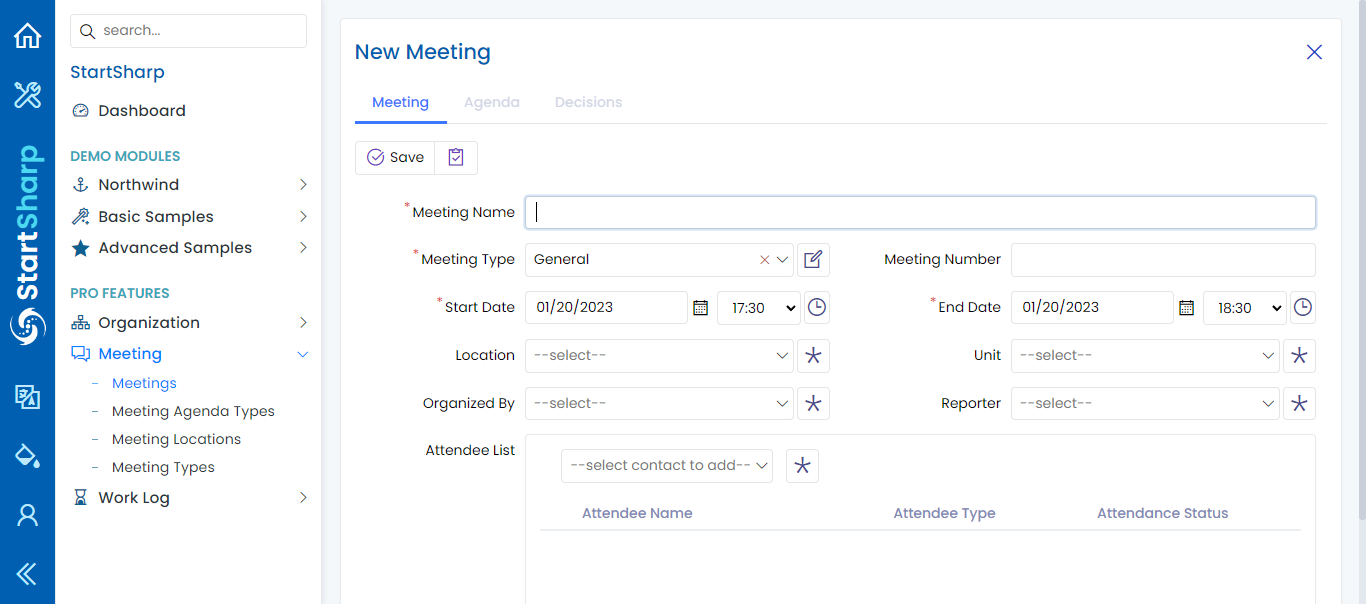 search...
StartSharp
Dashboard
DEMO MODULES
Northwind
Basic Samples
Advanced Samples
PRO FEATURES
Organization
Meeting
Meetings
Meeting Agenda Types
Meeting Locations
Meeting Types
Work Log
StartSharp
New Meeting
Meeting Agenda Decisions
Save
*Meeting Name
*Meeting Type General Meeting Number
*Start Date 01/20/2023 17:30 *End Date 01/20/2023 18:30
Location --select-- Unit --select--
Organized By --select-- Reporter --select--
Attendee List --select contact to add--
Attendee Name Attendee Type Attendance Status